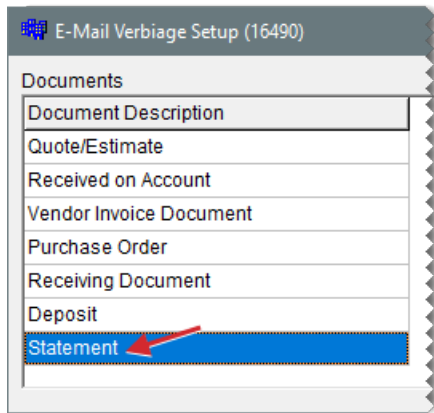 E-Mail Verbiage Setup (16490)
Documents
Document Description
Quote/Estimate
Received on Account
Vendor Invoice Document
Purchase Order
Receiving Document
Deposit
Statement